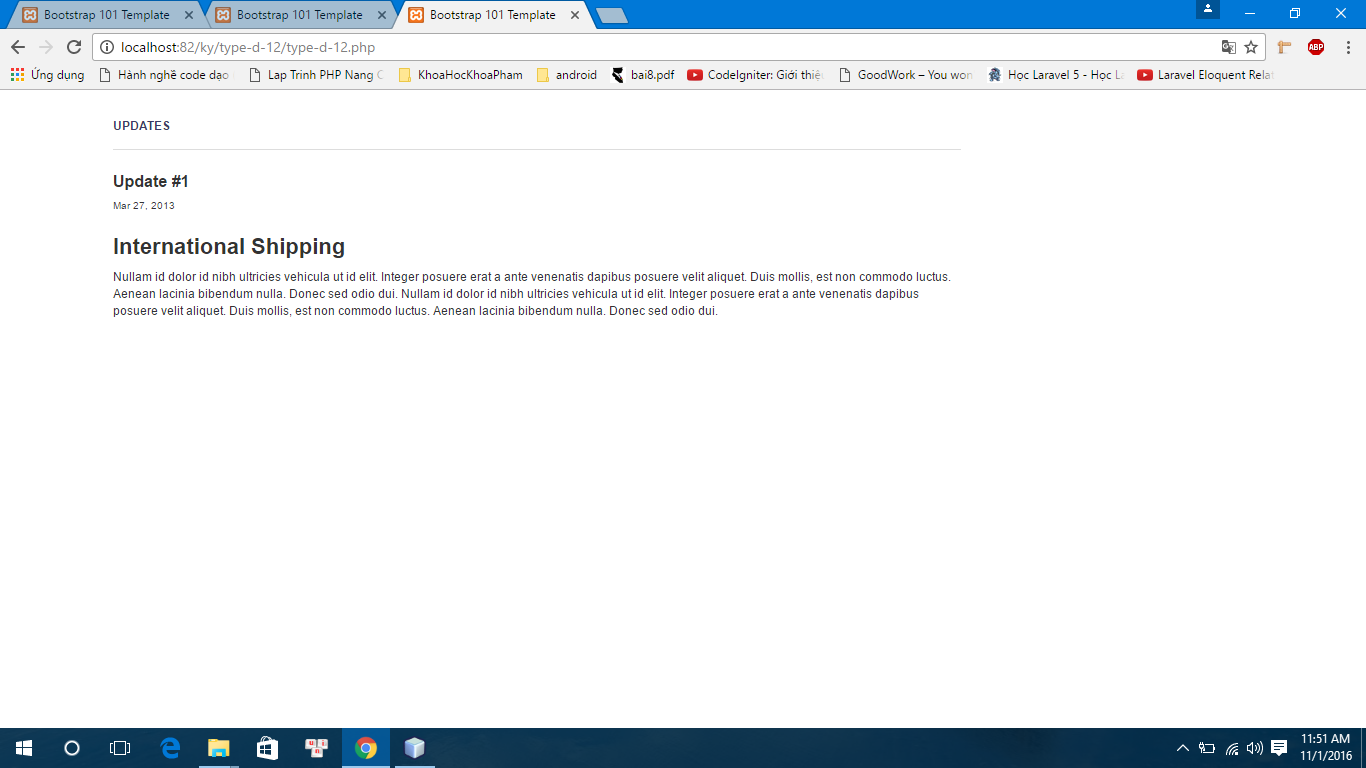 Bootstrap 101 Template
Bootstrap 101 Template
Bootstrap 101 Template
localhost:82/ky/type-d-12/type-d-12.php
ABP
Ứng dụng
Hành nghề code dạo
Lap Trinh PHP Nang C
KhoaHocKhoaPham
android
bai8.pdf
CodeIgniter: Giới thiệu
GoodWork – You won
Học Laravel 5 - Học La
Laravel Eloquent Relat
UPDATES
Update #1
Mar 27, 2013
International Shipping
Nullam id dolor id nibh ultricies vehicula ut id elit. Integer posuere erat a ante venenatis dapibus posuere velit aliquet. Duis mollis, est non commodo luctus.
Aenean lacinia bibendum nulla. Donec sed odio dui. Nullam id dolor id nibh ultricies vehicula ut id elit. Integer posuere erat a ante venenatis dapibus
posuere velit aliquet. Duis mollis, est non commodo luctus. Aenean lacinia bibendum nulla. Donec sed odio dui.
11:51 AM
11/1/2016